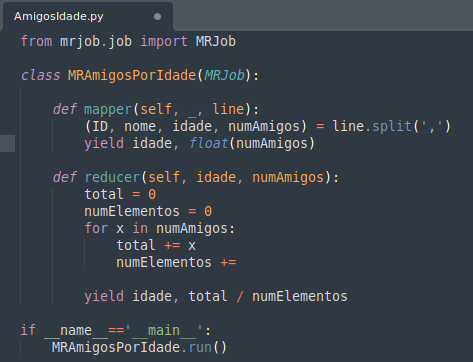 AmigosIdade.py
from mrjob.job import MRJob
class MRAmigosPorIdade(MRJob):
def mapper(self, _, line):
(ID, nome, idade, numAmigos) = line.split(',')
yield idade, float(numAmigos)
def reducer(self, idade, numAmigos):
total = 0
numElementos = 0
for x in numAmigos:
total += x
numElementos +=
yield idade, total / numElementos
if __name__=='__main__':
MRAmigosPorIdade.run()